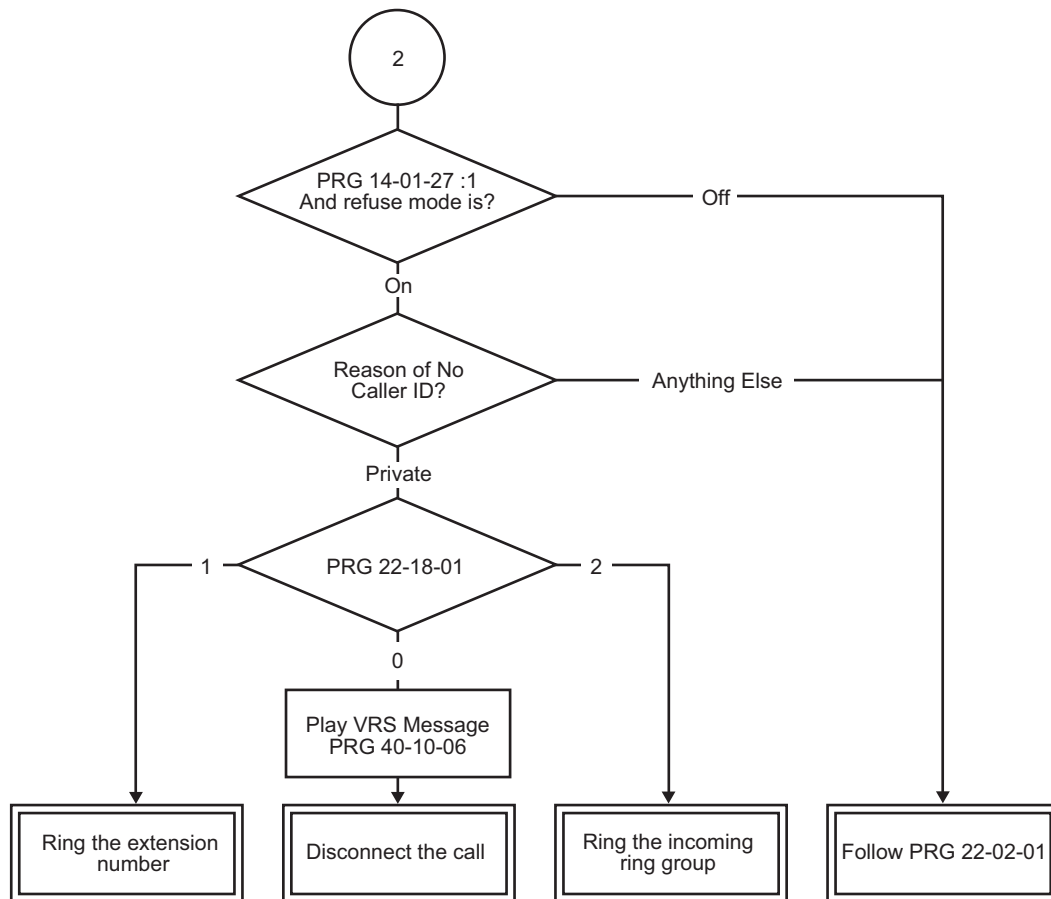 2
PRG 14-01-27 :1
And refuse mode is?
Off
On
Reason of No
Caller ID?
Anything Else
Private
1
PRG 22-18-01
2
0
Play VRS Message
PRG 40-10-06
Ring the extension
number
Disconnect the call
Ring the incoming
ring group
Follow PRG 22-02-01